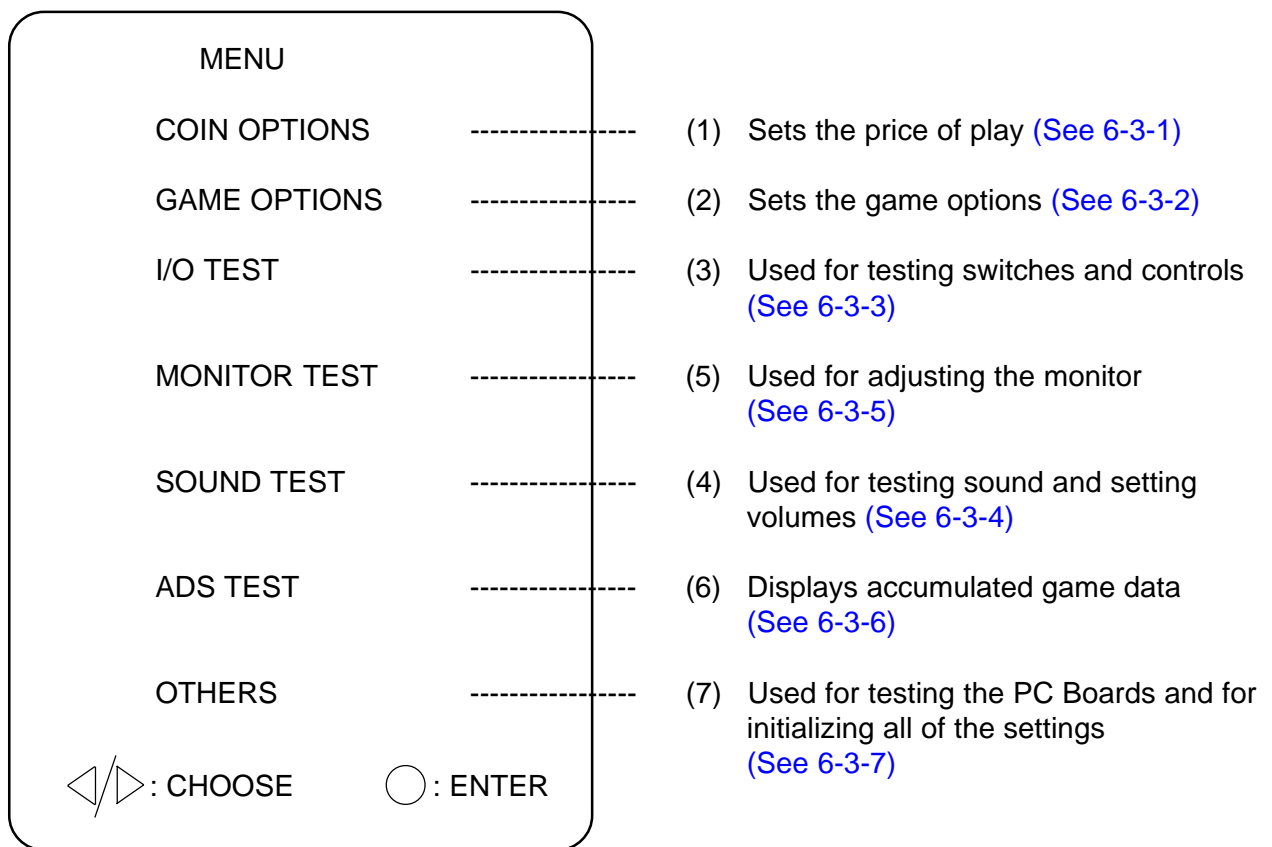 MENU
COIN OPTIONS ----------------- (1) Sets the price of play (See 6-3-1)
GAME OPTIONS ----------------- (2) Sets the game options (See 6-3-2)
I/O TEST ----------------- (3) Used for testing switches and controls
(See 6-3-3)
MONITOR TEST ----------------- (5) Used for adjusting the monitor
(See 6-3-5)
SOUND TEST ----------------- (4) Used for testing sound and setting
volumes (See 6-3-4)
ADS TEST ----------------- (6) Displays accumulated game data
(See 6-3-6)
OTHERS ----------------- (7) Used for testing the PC Boards and for
initializing all of the settings
(See 6-3-7)
◁/▷: CHOOSE ◯: ENTER